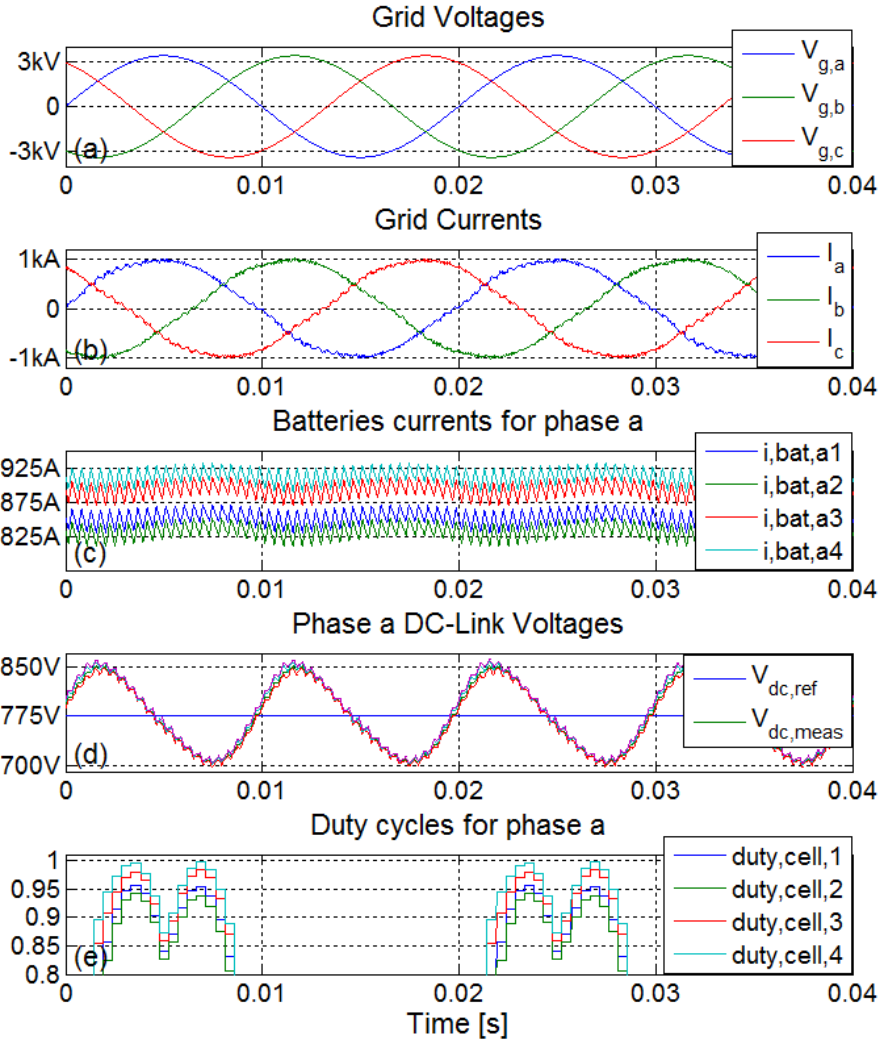 Grid Voltages
3kV
0
-3kV
(a)
V_g,a
V_g,b
V_g,c
0 0.01 0.02 0.03 0.04
Grid Currents
1kA
0
-1kA
(b)
I_a
I_b
I_c
0 0.01 0.02 0.03 0.04
Batteries currents for phase a
925A
875A
825A
(c)
i,bat,a1
i,bat,a2
i,bat,a3
i,bat,a4
0 0.01 0.02 0.03 0.04
Phase a DC-Link Voltages
850V
775V
700V
(d)
V_dc,ref
V_dc,meas
0 0.01 0.02 0.03 0.04
Duty cycles for phase a
1
0.95
0.9
0.85
0.8
(e)
duty,cell,1
duty,cell,2
duty,cell,3
duty,cell,4
0 0.01 0.02 0.03 0.04
Time [s]